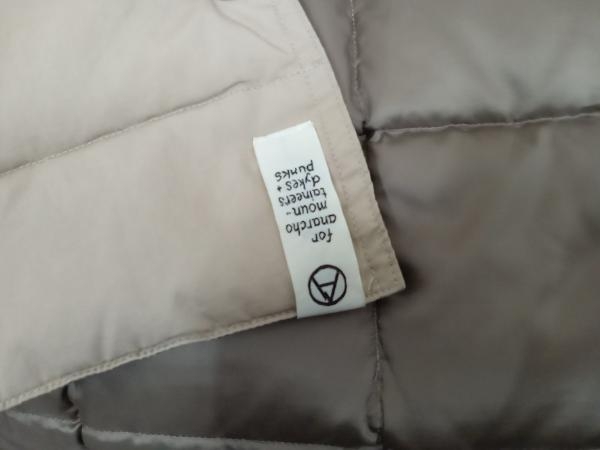 for
anarcho
moun-
taineers
dykes +
punks